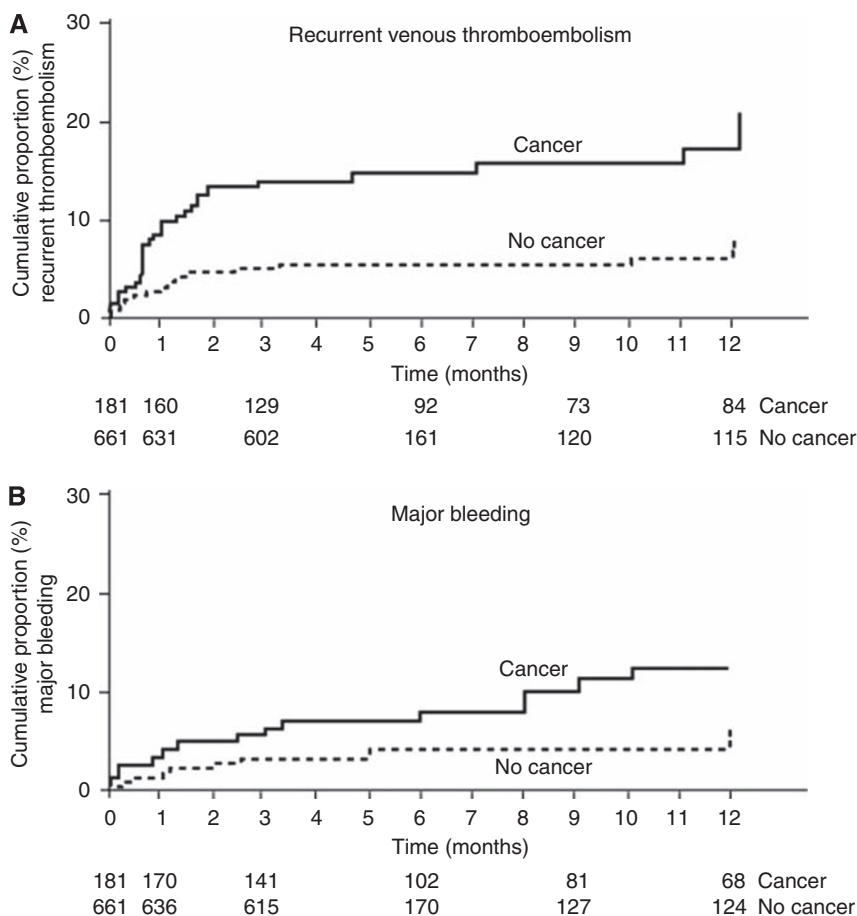 A
Recurrent venous thromboembolism
Cumulative proportion (%)
recurrent thromboembolism
30
20
10
0
Cancer
No cancer
0 1 2 3 4 5 6 7 8 9 10 11 12
Time (months)
181 160 129 92 73 84 Cancer
661 631 602 161 120 115 No cancer
B
Major bleeding
Cumulative proportion (%)
major bleeding
30
20
10
0
Cancer
No cancer
0 1 2 3 4 5 6 7 8 9 10 11 12
Time (months)
181 170 141 102 81 68 Cancer
661 636 615 170 127 124 No cancer